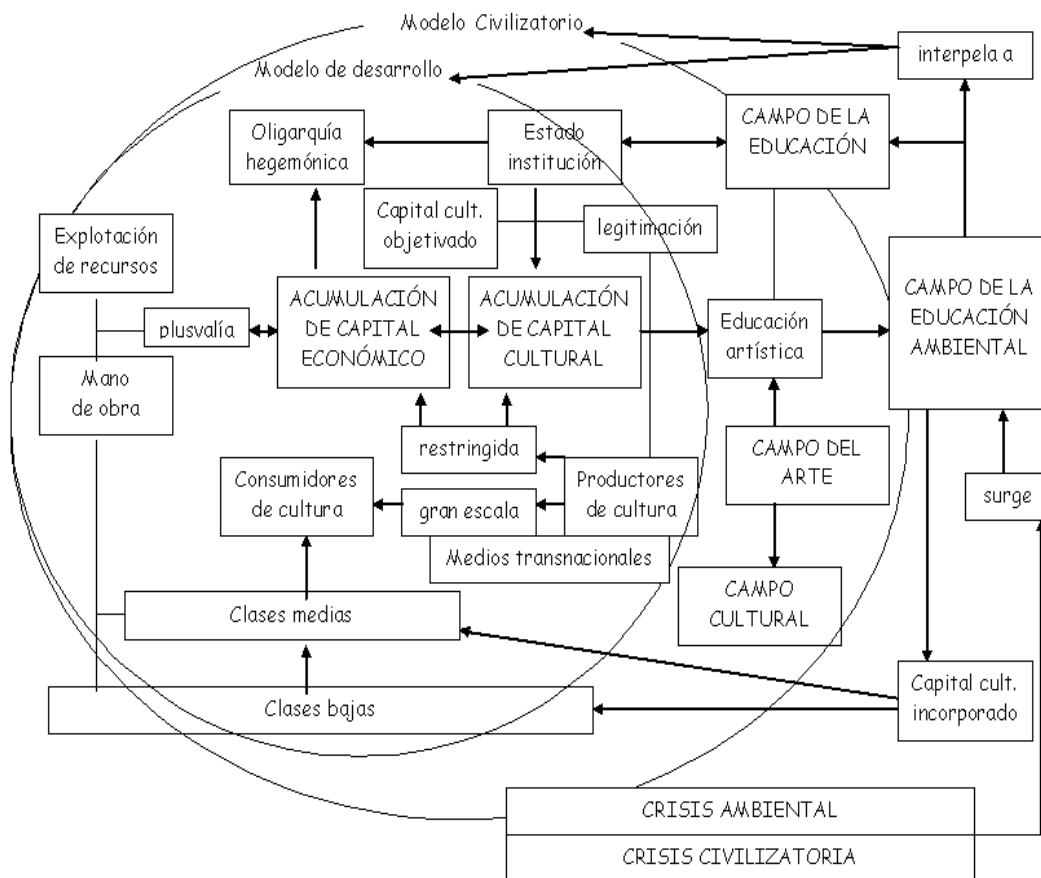 Modelo Civilizatorio
interpela a
Modelo de desarrollo
Oligarquía
hegemónica
Estado
institución
CAMPO DE LA
EDUCACIÓN
Capital cult.
objetivado
legitimación
Explotación
de recursos
ACUMULACIÓN
DE CAPITAL
ECONÓMICO
ACUMULACIÓN
DE CAPITAL
CULTURAL
plusvalía
Educación
artística
CAMPO DE LA
EDUCACIÓN
AMBIENTAL
Mano
de obra
restringida
CAMPO DEL
ARTE
Consumidores
de cultura
gran escala
Productores
de cultura
surge
Medios transnacionales
CAMPO
CULTURAL
Clases medias
Clases bajas
Capital cult.
incorporado
CRISIS AMBIENTAL
CRISIS CIVILIZATORIA